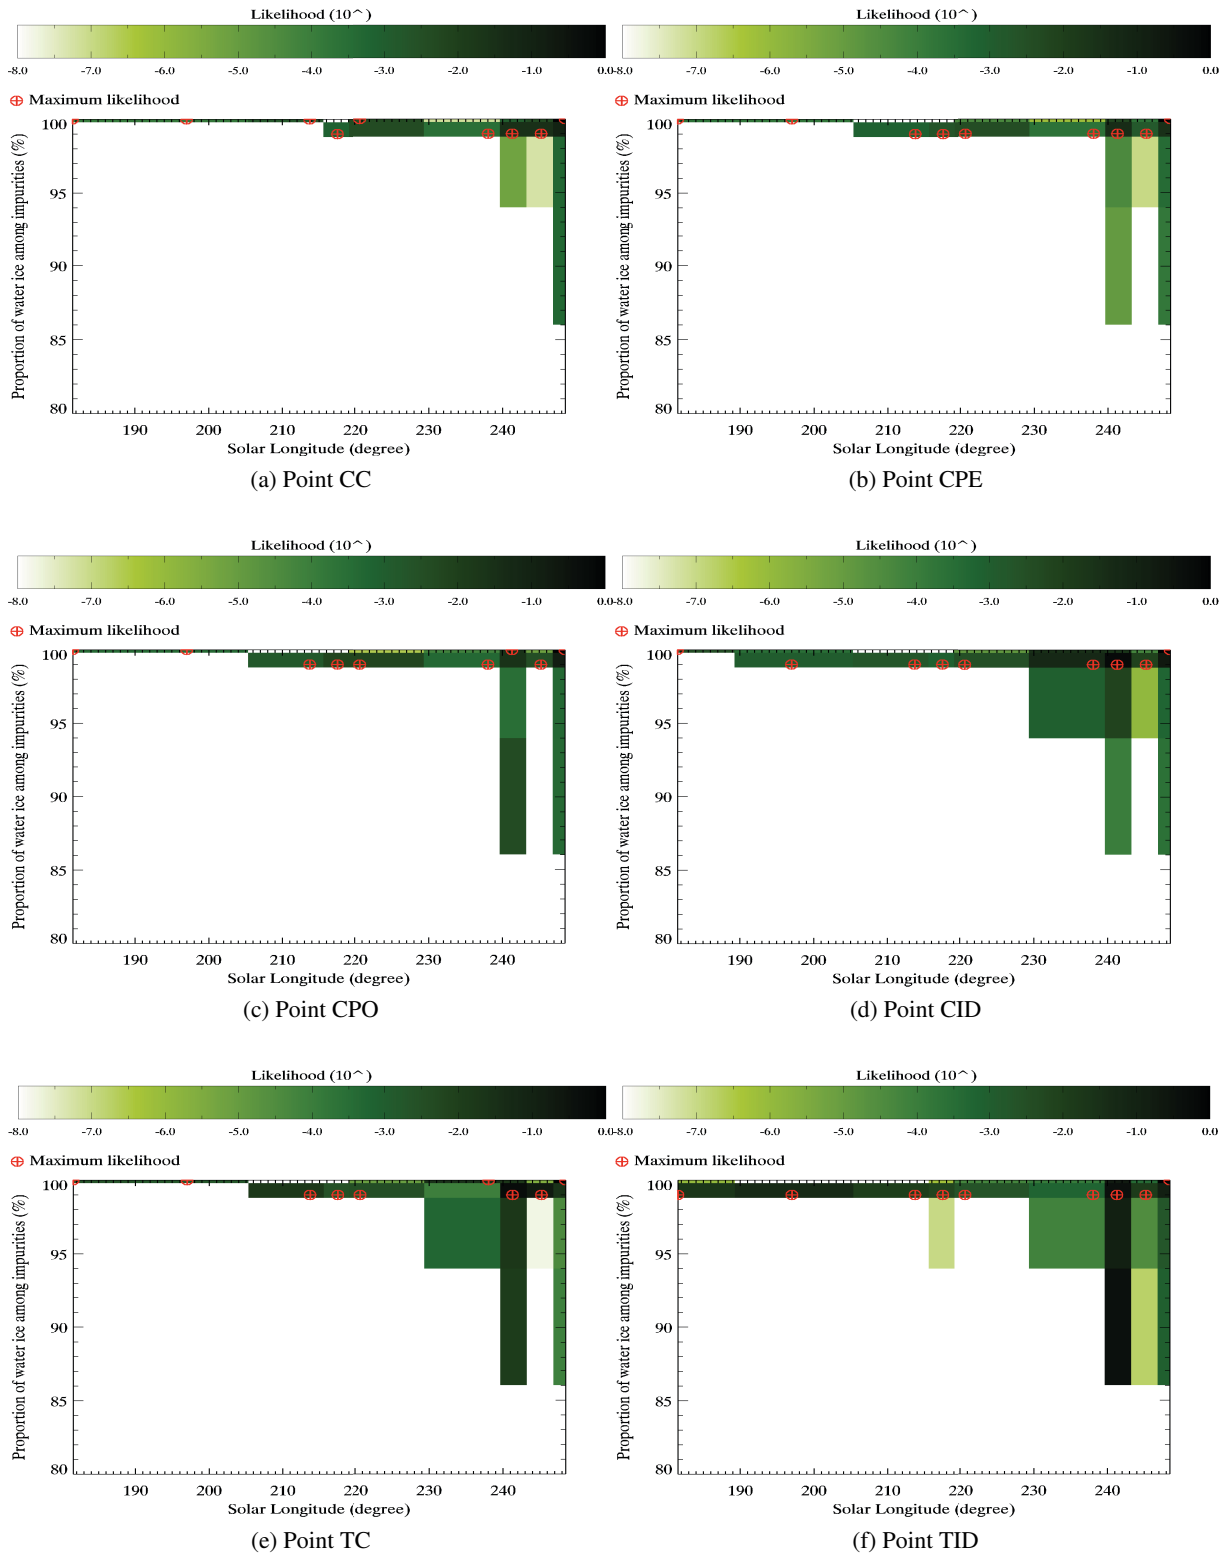 Likelihood (10^) Likelihood (10^)
-8.0 -7.0 -6.0 -5.0 -4.0 -3.0 -2.0 -1.0 0.0 -8.0 -7.0 -6.0 -5.0 -4.0 -3.0 -2.0 -1.0 0.0
Maximum likelihood Maximum likelihood
Proportion of water ice among impurities (%)
100
95
90
85
80
190 200 210 220 230 240
Solar Longitude (degree)
(a) Point CC
Proportion of water ice among impurities (%)
100
95
90
85
80
190 200 210 220 230 240
Solar Longitude (degree)
(b) Point CPE
Likelihood (10^) Likelihood (10^)
-8.0 -7.0 -6.0 -5.0 -4.0 -3.0 -2.0 -1.0 0.0 -8.0 -7.0 -6.0 -5.0 -4.0 -3.0 -2.0 -1.0 0.0
Maximum likelihood Maximum likelihood
Proportion of water ice among impurities (%)
100
95
90
85
80
190 200 210 220 230 240
Solar Longitude (degree)
(c) Point CPO
Proportion of water ice among impurities (%)
100
95
90
85
80
190 200 210 220 230 240
Solar Longitude (degree)
(d) Point CID
Likelihood (10^) Likelihood (10^)
-8.0 -7.0 -6.0 -5.0 -4.0 -3.0 -2.0 -1.0 0.0 -8.0 -7.0 -6.0 -5.0 -4.0 -3.0 -2.0 -1.0 0.0
Maximum likelihood Maximum likelihood
Proportion of water ice among impurities (%)
100
95
90
85
80
190 200 210 220 230 240
Solar Longitude (degree)
(e) Point TC
Proportion of water ice among impurities (%)
100
95
90
85
80
190 200 210 220 230 240
Solar Longitude (degree)
(f) Point TID